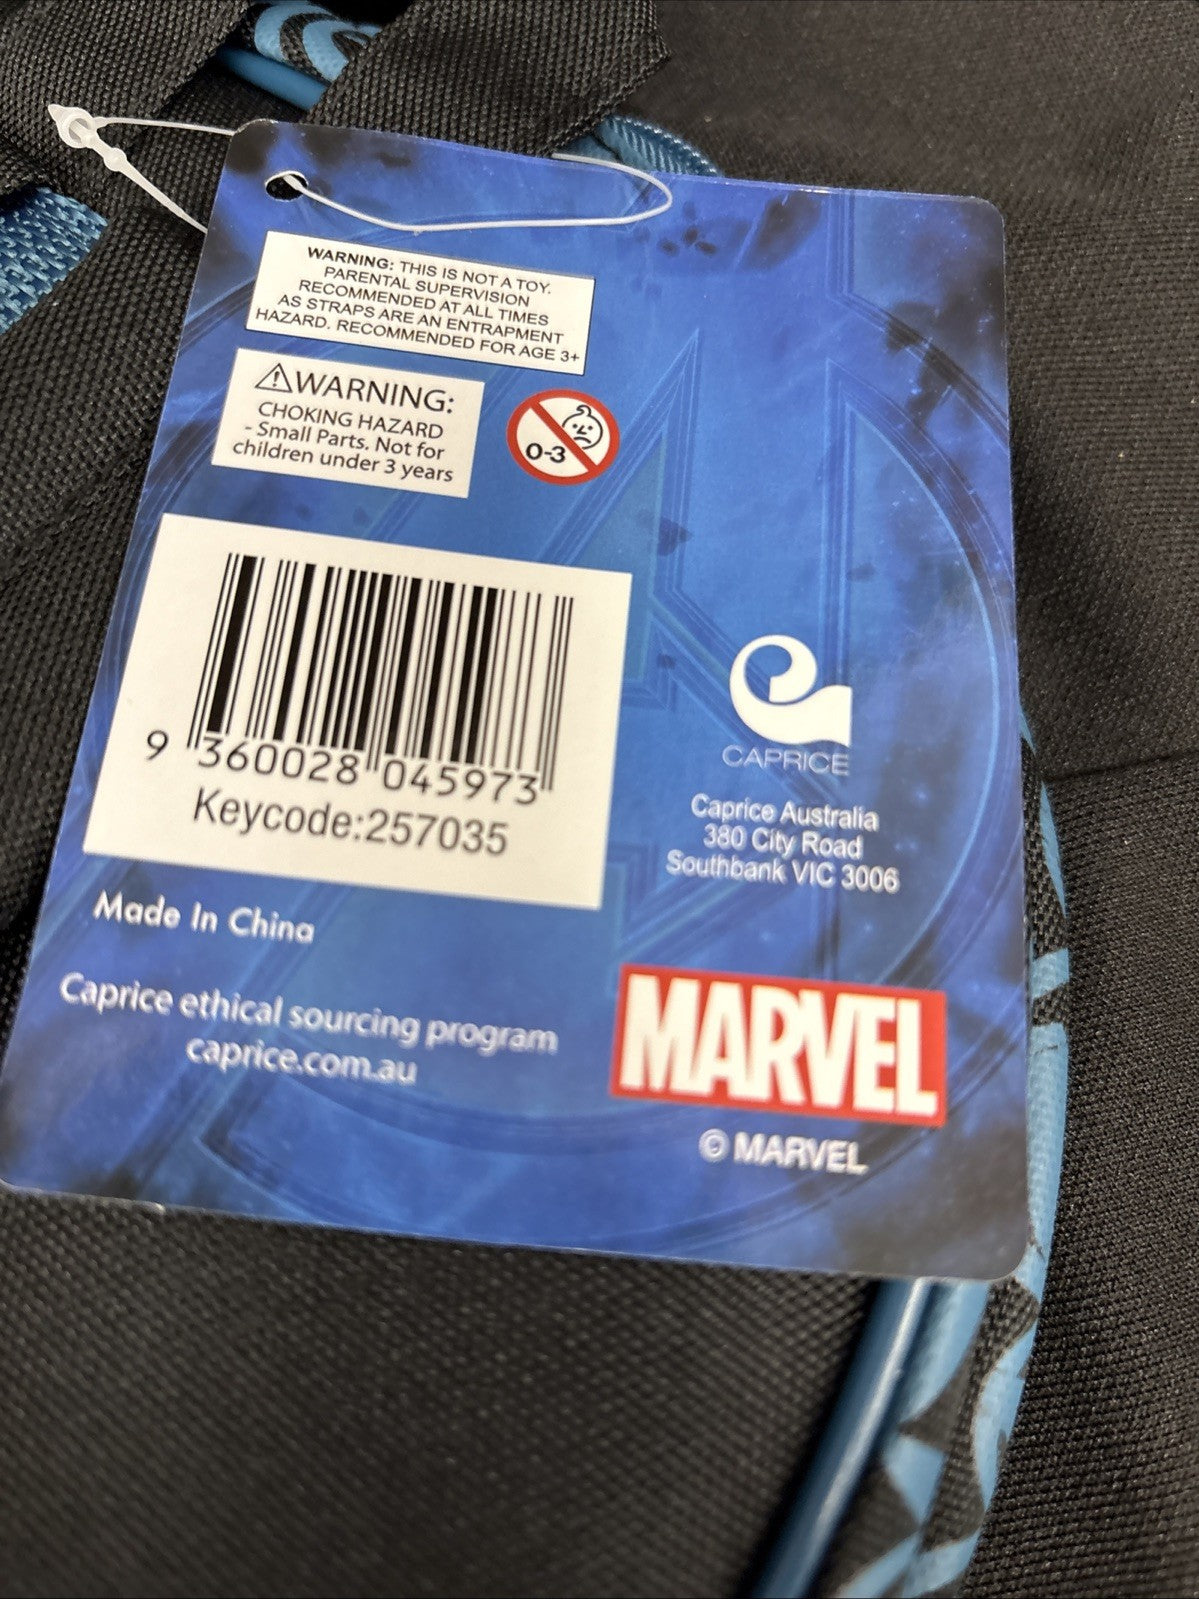 WARNING: THIS IS NOT A TOY.
PARENTAL SUPERVISION
RECOMMENDED AT ALL TIMES
AS STRAPS ARE AN ENTRAPMENT
HAZARD. RECOMMENDED FOR AGE 3+
⚠WARNING:
CHOKING HAZARD
- Small Parts. Not for
children under 3 years
0-3
9 360028 045973
Keycode:257035
CAPRICE
Caprice Australia
380 City Road
Southbank VIC 3006
Made In China
Caprice ethical sourcing program
caprice.com.au
MARVEL
© MARVEL